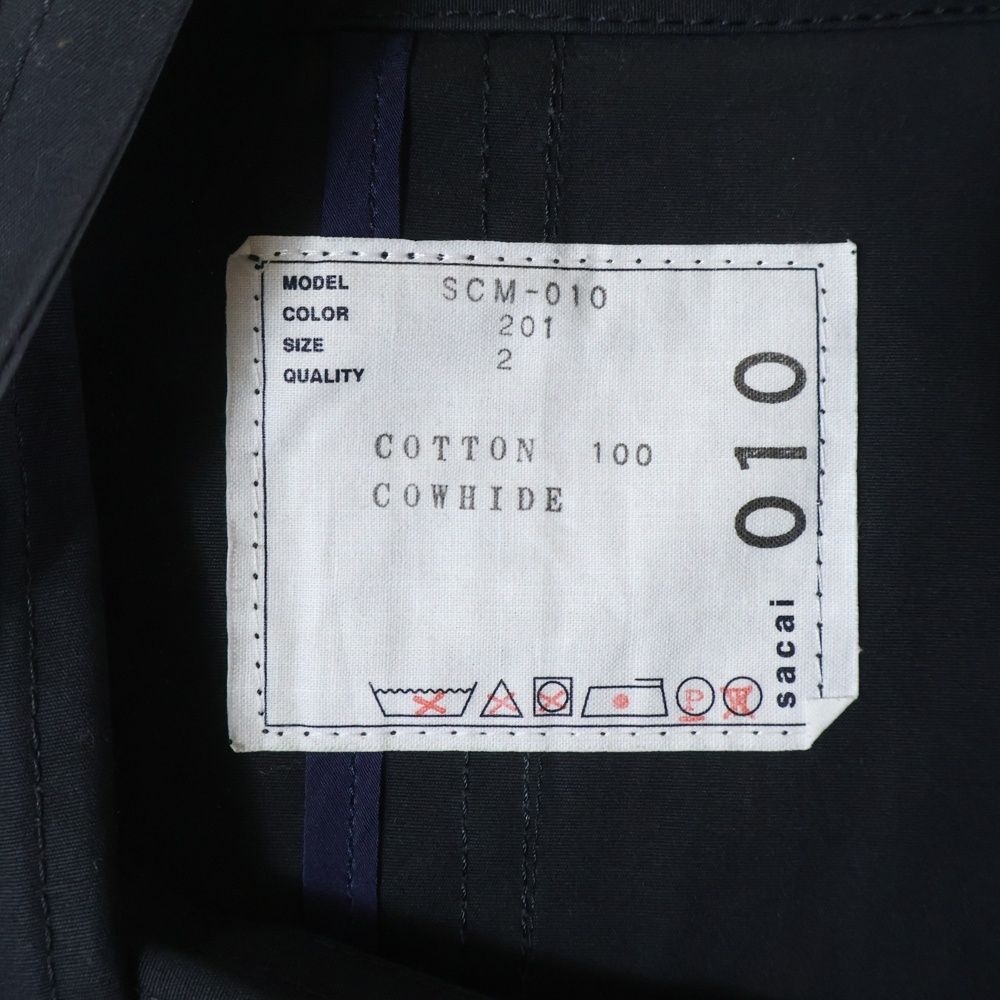 MODEL SCM-010
COLOR 201
SIZE 2
QUALITY
COTTON 100
COWHIDE
P
W
sacai 010